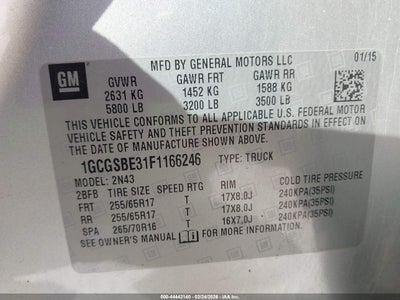 MFD BY GENERAL MOTORS LLC 01/15
GM GVWR GAWR FRT GAWR RR
2631 KG 1452 KG 1588 KG
5800 LB 3200 LB 3500 LB
THIS VEHICLE CONFORMS TO ALL APPLICABLE U.S. FEDERAL MOTOR
VEHICLE SAFETY, BUMPER, AND THEFT PREVENTION STANDARDS IN EFFECT ON THE
DATE OF MANUFACTURE SHOWN ABOVE.
1GCGSBE31F1166246 TYPE: TRUCK
MODEL: 2N43
2BFB TIRE SIZE SPEED RTG RIM COLD TIRE PRESSURE
FRT 255/65R17 T 17X8.0J 240KPA(35PSI)
RR 255/65R17 T 17X8.0J 240KPA(35PSI)
SPA 265/70R16 T 16X7.0J 240KPA(35PSI)
SEE OWNER'S MANUAL FOR MORE INFORMATION.
000-44443140 - 02/24/2026 - IAA Inc.